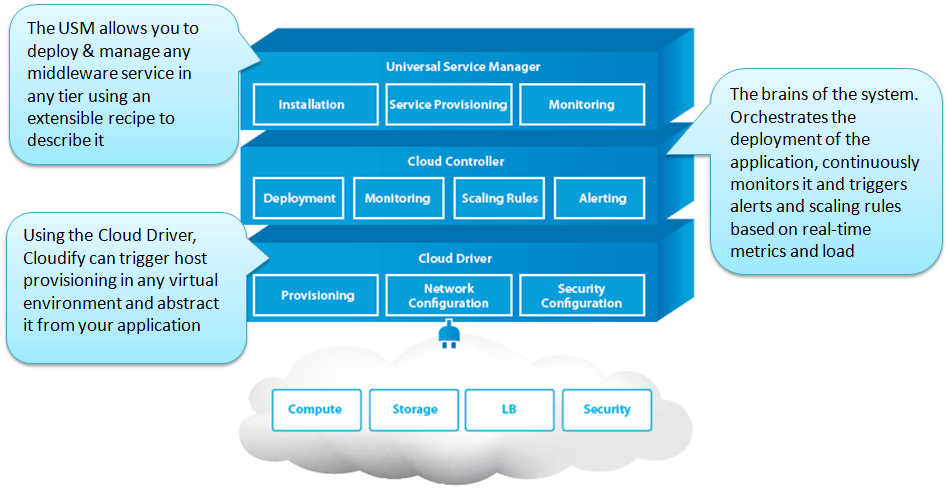 The USM allows you to
deploy & manage any
middleware service in
any tier using an
extensible recipe to
describe it
Universal Service Manager
Installation
Service Provisioning
Monitoring
The brains of the system.
Orchestrates the
deployment of the
application, continuously
monitors it and triggers
alerts and scaling rules
based on real-time
metrics and load
Cloud Controller
Deployment
Monitoring
Scaling Rules
Alerting
Using the Cloud Driver,
Cloudify can trigger host
provisioning in any virtual
environment and abstract
it from your application
Cloud Driver
Provisioning
Network
Configuration
Security
Configuration
Compute
Storage
LB
Security